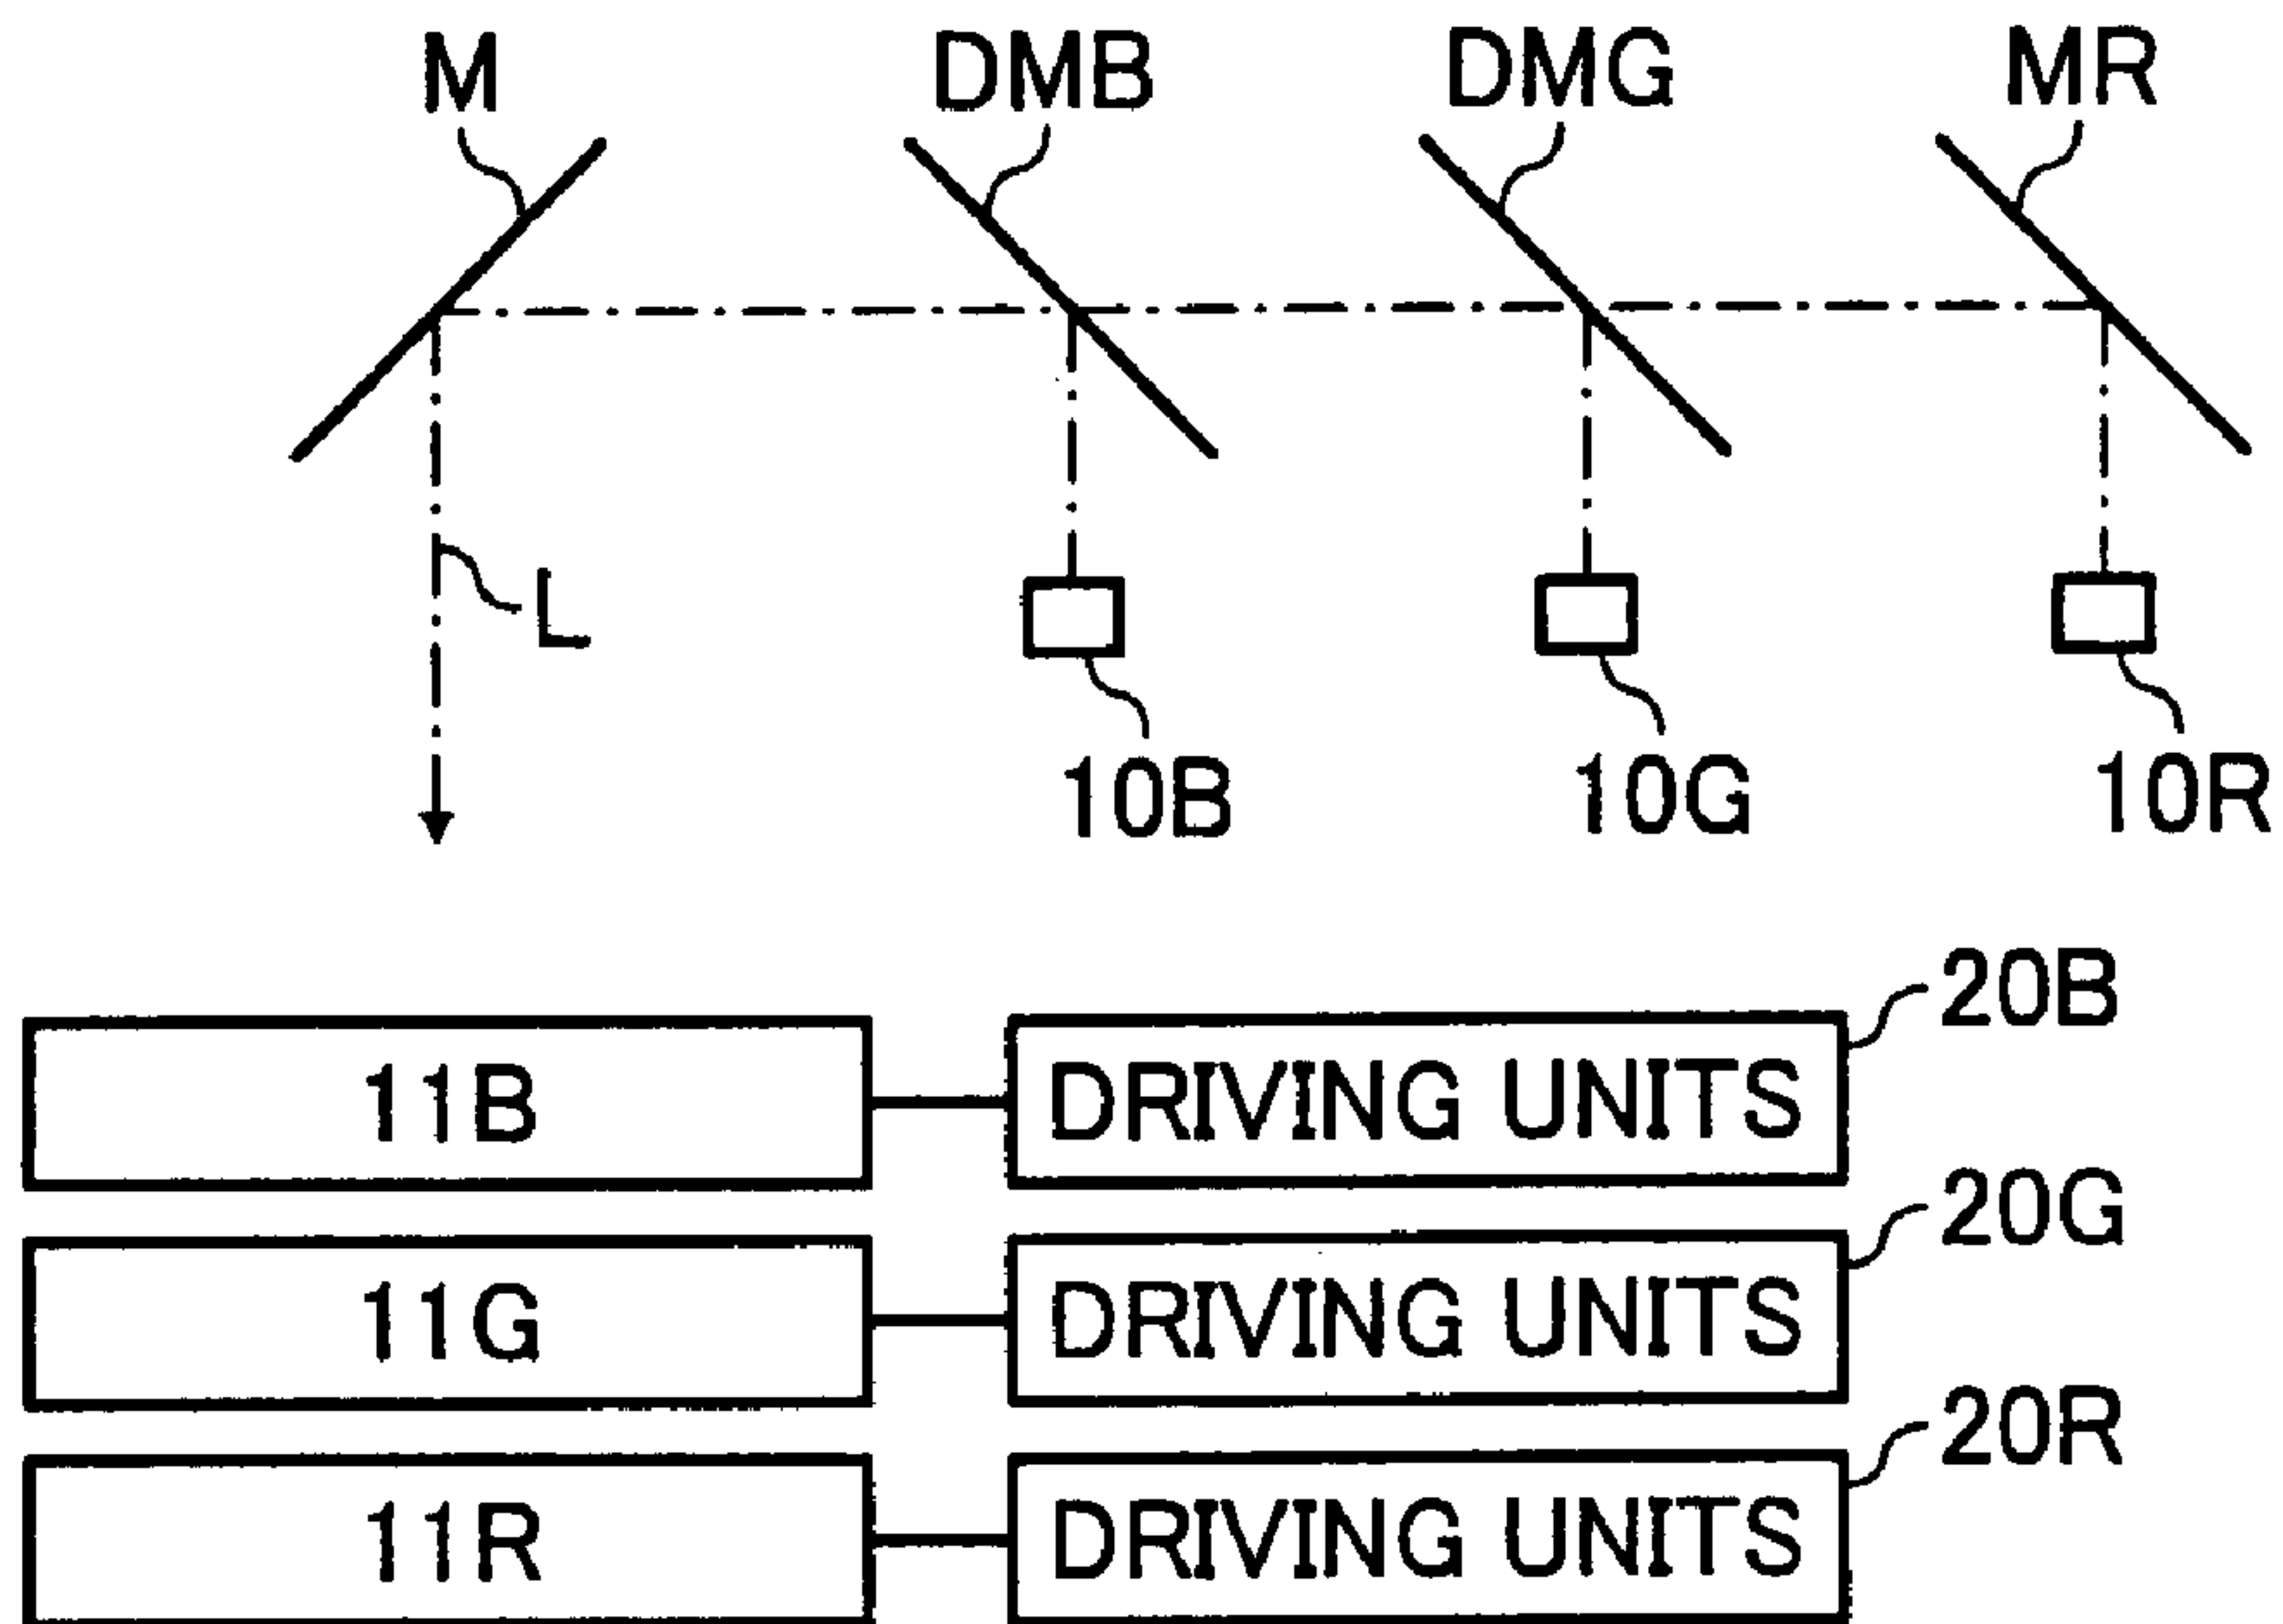 M DMB DMG MR
L
10B 10G 10R
20B
11B DRIVING UNITS
20G
11G DRIVING UNITS
20R
11R DRIVING UNITS